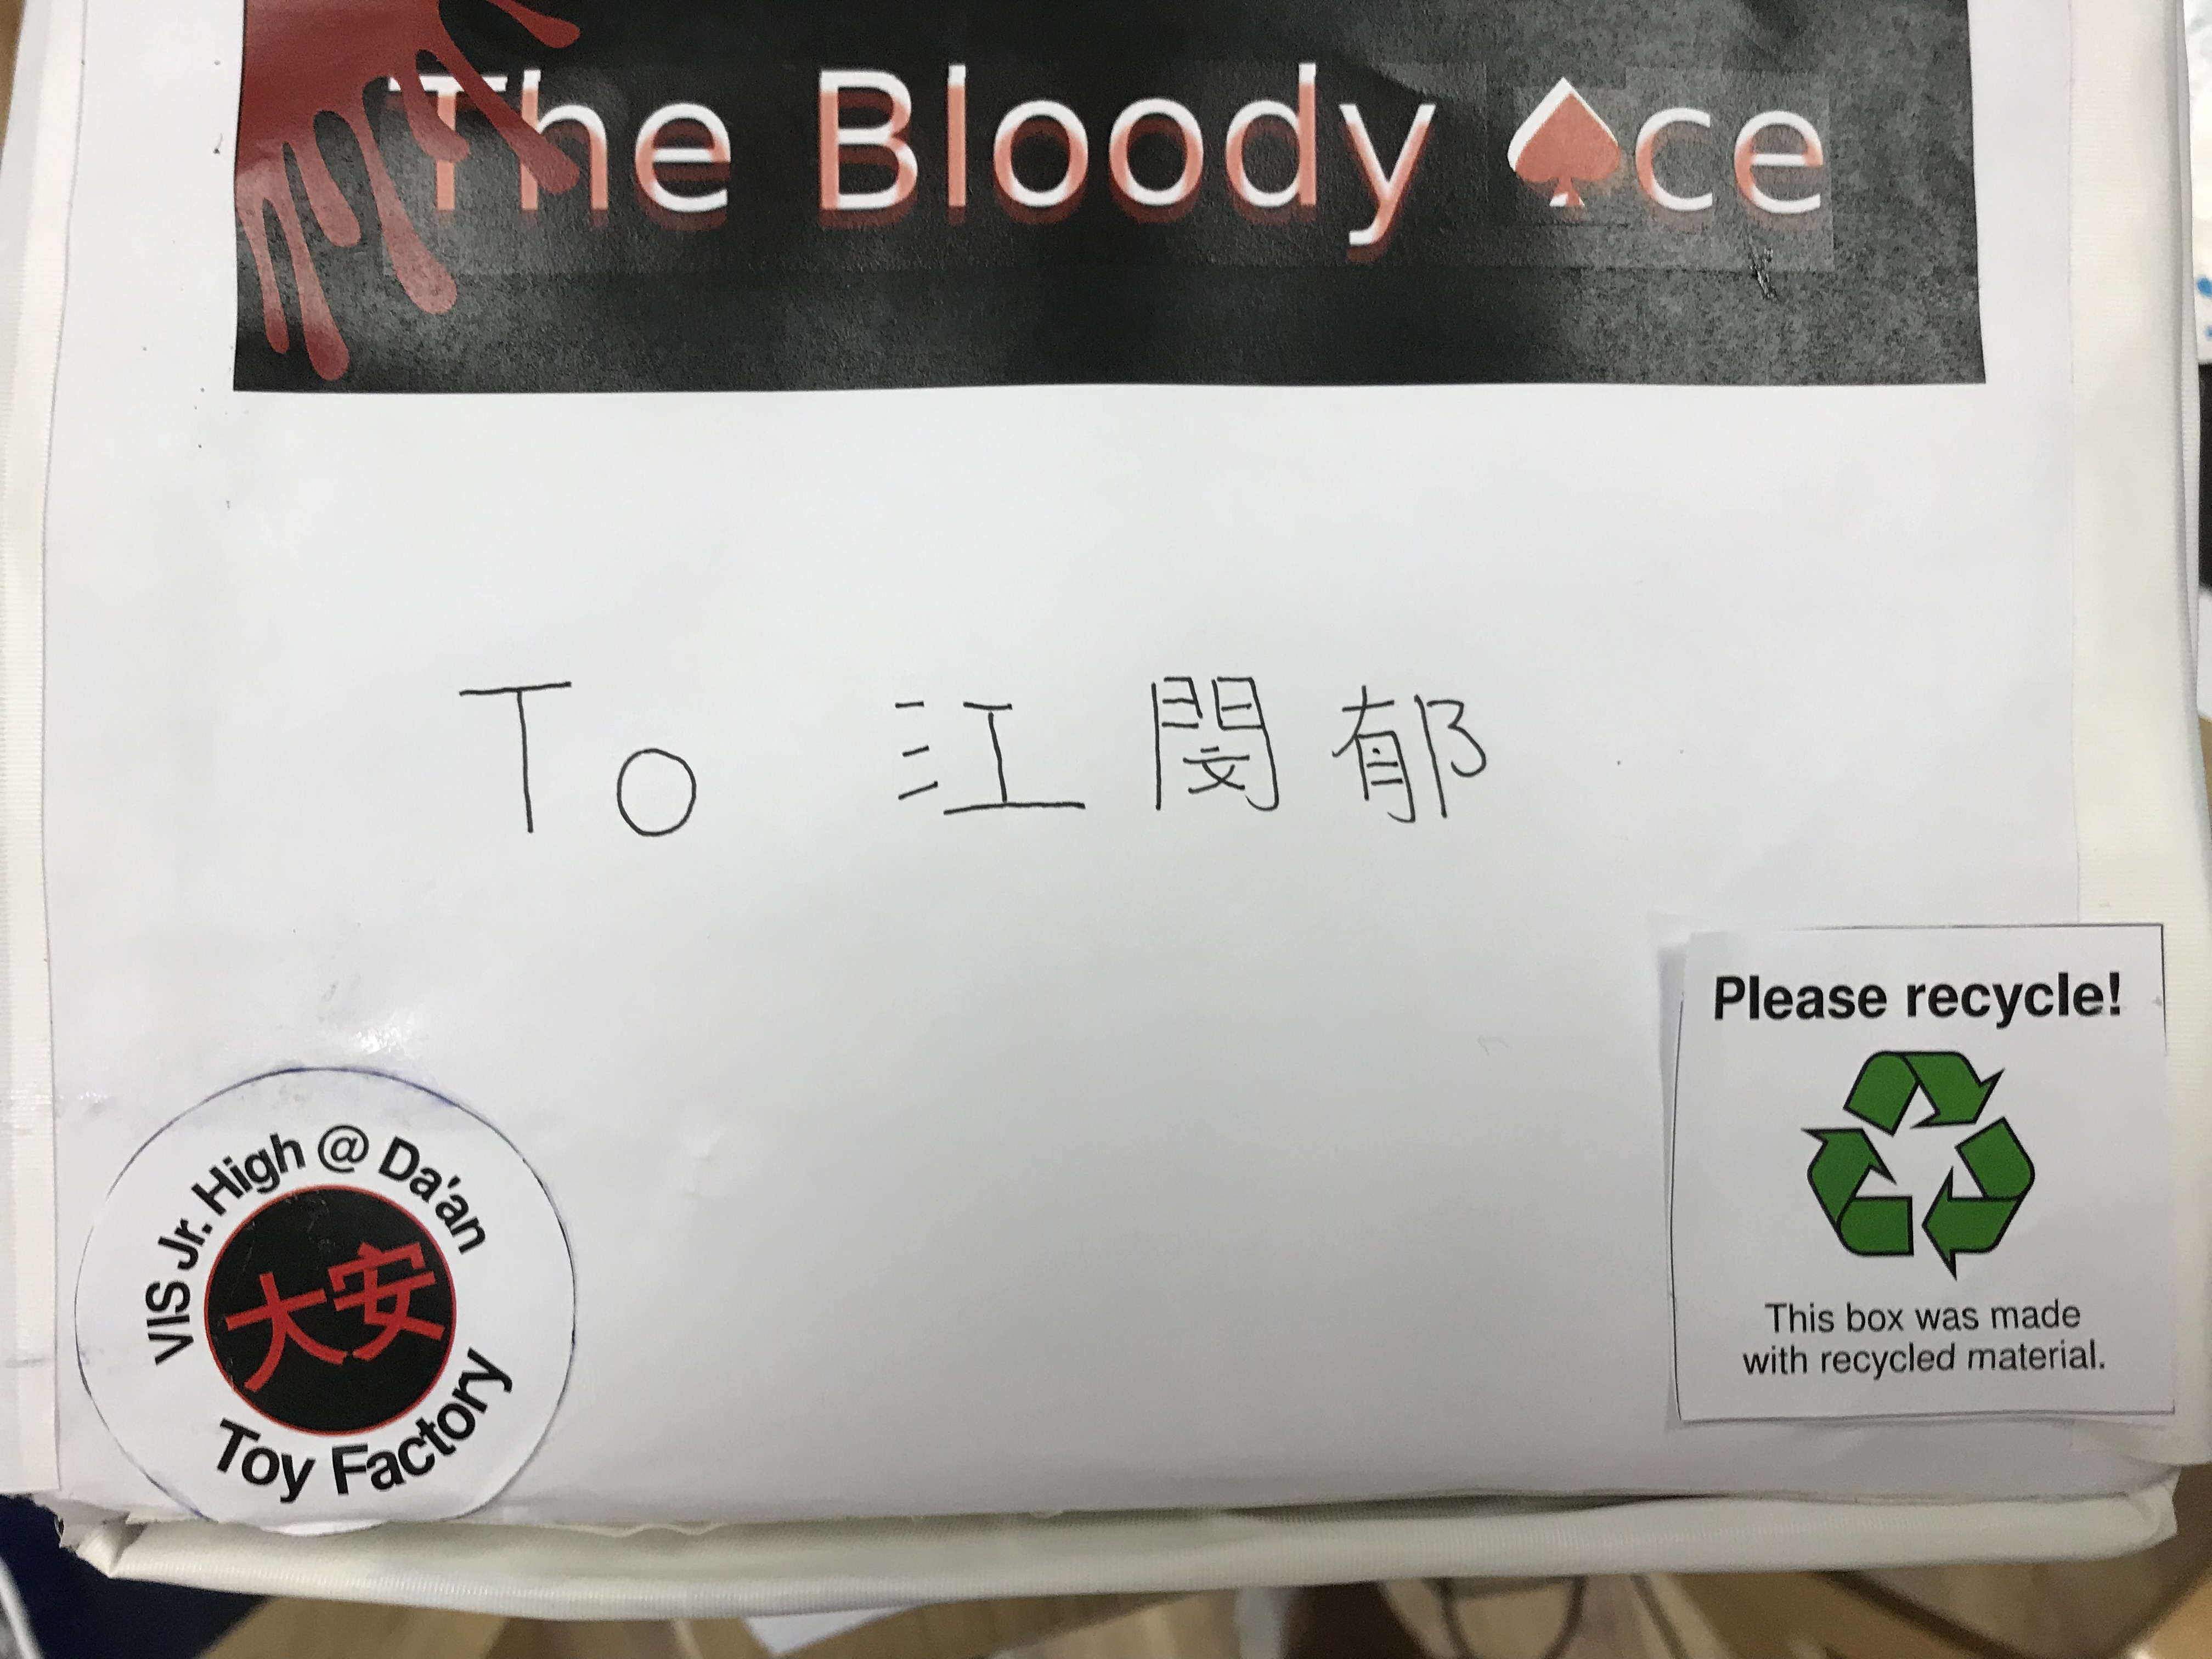 The Bloody ♠ce
To 江閔郁
VIS Jr. High @ Da'an
大安
Toy Factory
Please recycle!
This box was made
with recycled material.